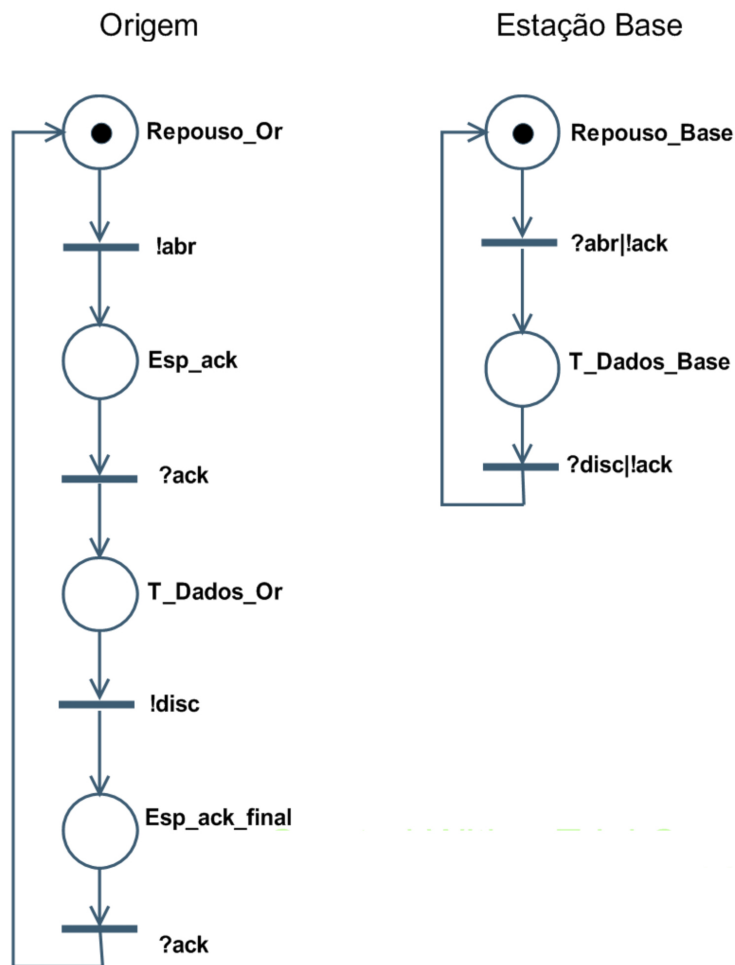 Origem
Estação Base
Repouso_Or
Repouso_Base
!abr
?abr|!ack
Esp_ack
T_Dados_Base
?ack
?disc|!ack
T_Dados_Or
!disc
Esp_ack_final
?ack